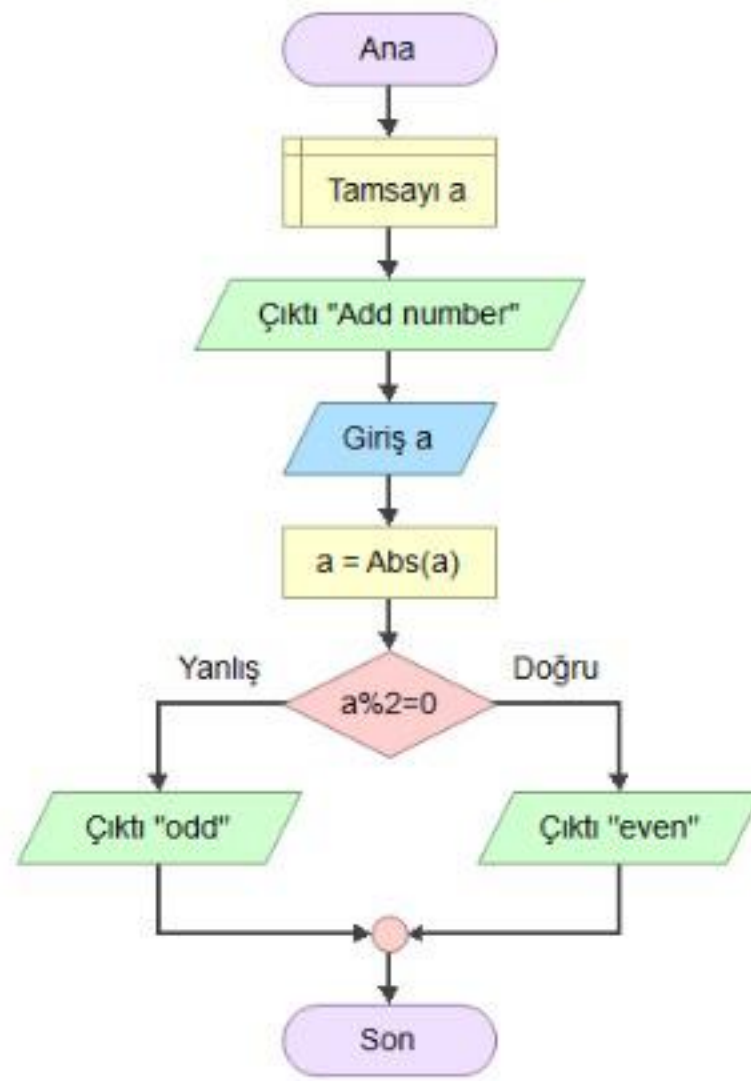 Ana
Tamsayı a
Çıktı "Add number"
Giriş a
a = Abs(a)
Yanlış
Doğru
a%2=0
Çıktı "odd"
Çıktı "even"
Son